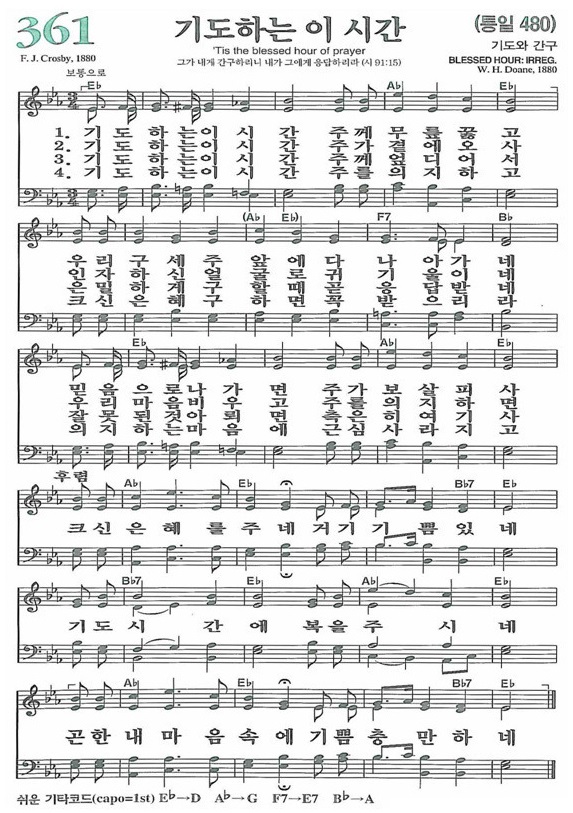 361
기도하는 이 시간
(통일 480)
'Tis the blessed hour of prayer
기도와 간구
F. J. Crosby, 1880
그가 내게 간구하리니 내가 그에게 응답하리라 (시 91:15)
BLESSED HOUR: IRREG.
W. H. Doane, 1880
보통으로
E♭
1. 기 도 하 는 이 시 간 주 께 무 릎 꿇 고
2. 기 도 하 는 이 시 간 주 가 곁 에 오 사
3. 기 도 하 는 이 시 간 주 께 엎 디 어 서
4. 기 도 하 는 이 시 간 주 를 의 지 하 고
(A♭ E♭) F7 B♭
우 리 구 세 주 앞 에 다 나 아 가 네
인 자 하 신 얼 굴 로 귀 기 울 이 네
은 밀 하 게 구 할 때 곧 응 답 받 네
크 신 은 혜 구 하 면 꼭 받 으 리 라
E♭ A♭
믿 음 으 로 나 가 면 주 가 보 살 피 사
우 리 마 음 비 우 고 주 를 의 지 하 면
잘 못 된 것 아 뢰 면 측 은 히 여 기 사
의 지 하 는 마 음 에 근 심 사 라 지 고
후렴
A♭ E♭ B♭7 E♭
크 신 은 혜 를 주 네 거 기 기 쁨 있 네
B♭7 E♭ A♭ E♭
기 도 시 간 에 복 을 주 시 네
A♭ E♭ B♭7 E♭
곤 한 내 마 음 속 에 기 쁨 충 만 하 네
쉬운 기타코드(capo=1st) E♭→D A♭→G F7→E7 B♭→A